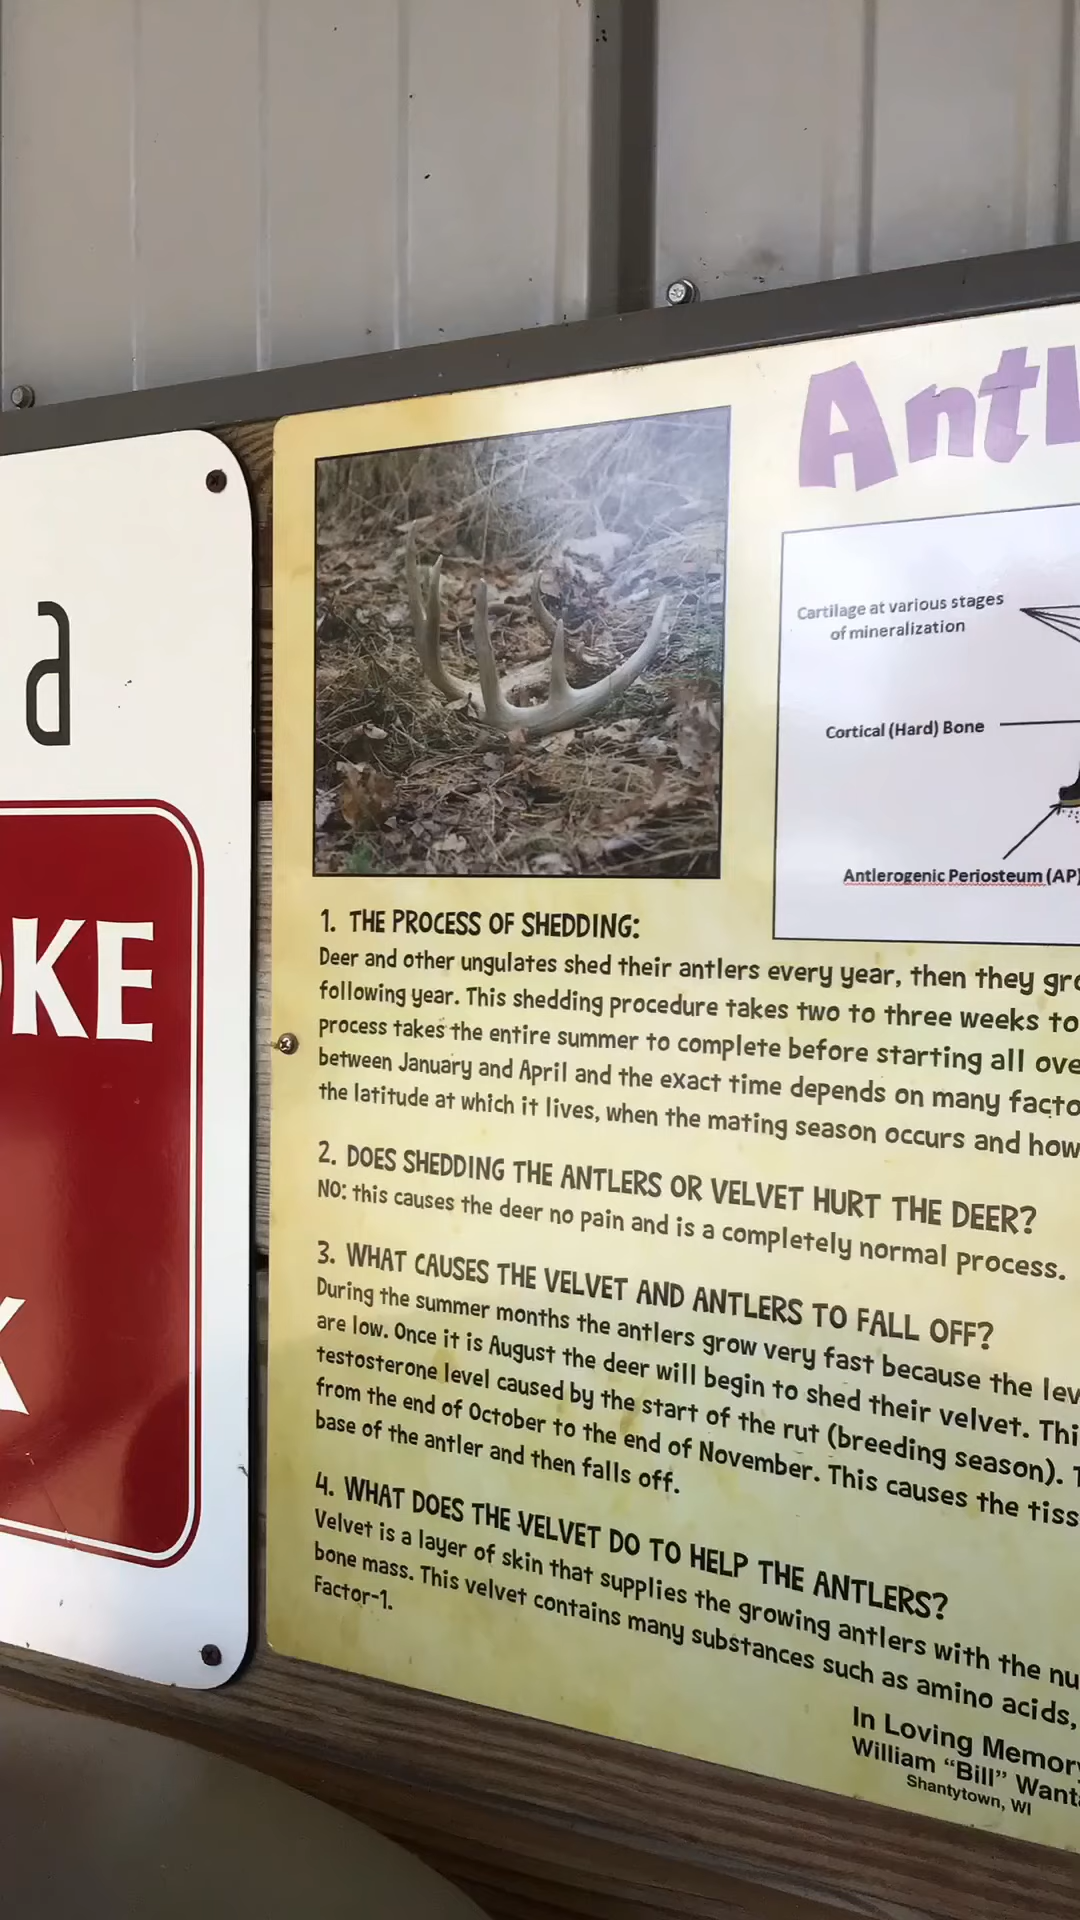 a
OKE
K
Antl
Cartilage at various stages
of mineralization
Cortical (Hard) Bone
Antlerogenic Periosteum (AP)
1. THE PROCESS OF SHEDDING:
Deer and other ungulates shed their antlers every year, then they gro
following year. This shedding procedure takes two to three weeks to
process takes the entire summer to complete before starting all ove
between January and April and the exact time depends on many facto
the latitude at which it lives, when the mating season occurs and how
2. DOES SHEDDING THE ANTLERS OR VELVET HURT THE DEER?
NO: this causes the deer no pain and is a completely normal process.
3. WHAT CAUSES THE VELVET AND ANTLERS TO FALL OFF?
During the summer months the antlers grow very fast because the lev
are low. Once it is August the deer will begin to shed their velvet. Thi
testosterone level caused by the start of the rut (breeding season). T
from the end of October to the end of November. This causes the tiss
base of the antler and then falls off.
4. WHAT DOES THE VELVET DO TO HELP THE ANTLERS?
Velvet is a layer of skin that supplies the growing antlers with the nu
bone mass. This velvet contains many substances such as amino acids,
Factor-1.
In Loving Memory
William "Bill" Wanta
Shantytown, WI